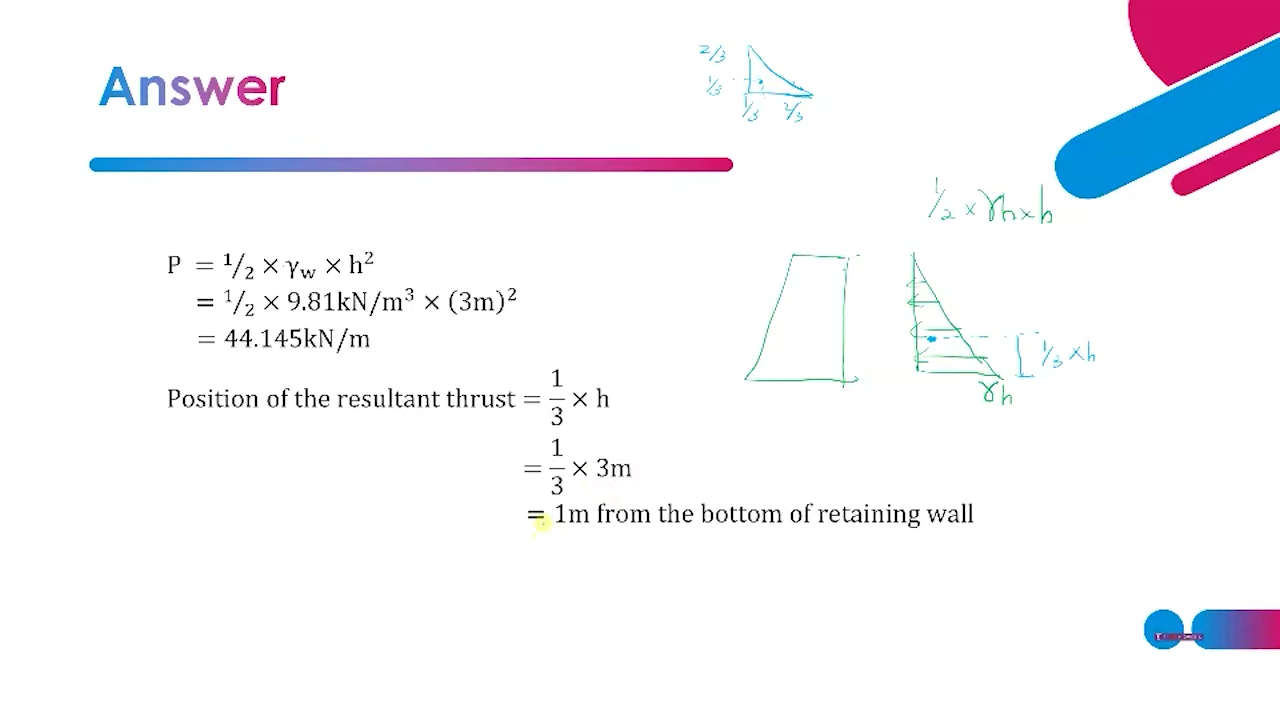 Answer
2/3
1/3
1/3 2/3
1/2 × γh × h
P = 1/2 × γw × h²
= 1/2 × 9.81kN/m³ × (3m)²
= 44.145kN/m
1/3 × h
γh
Position of the resultant thrust = 1/3 × h
= 1/3 × 3m
= 1m from the bottom of retaining wall